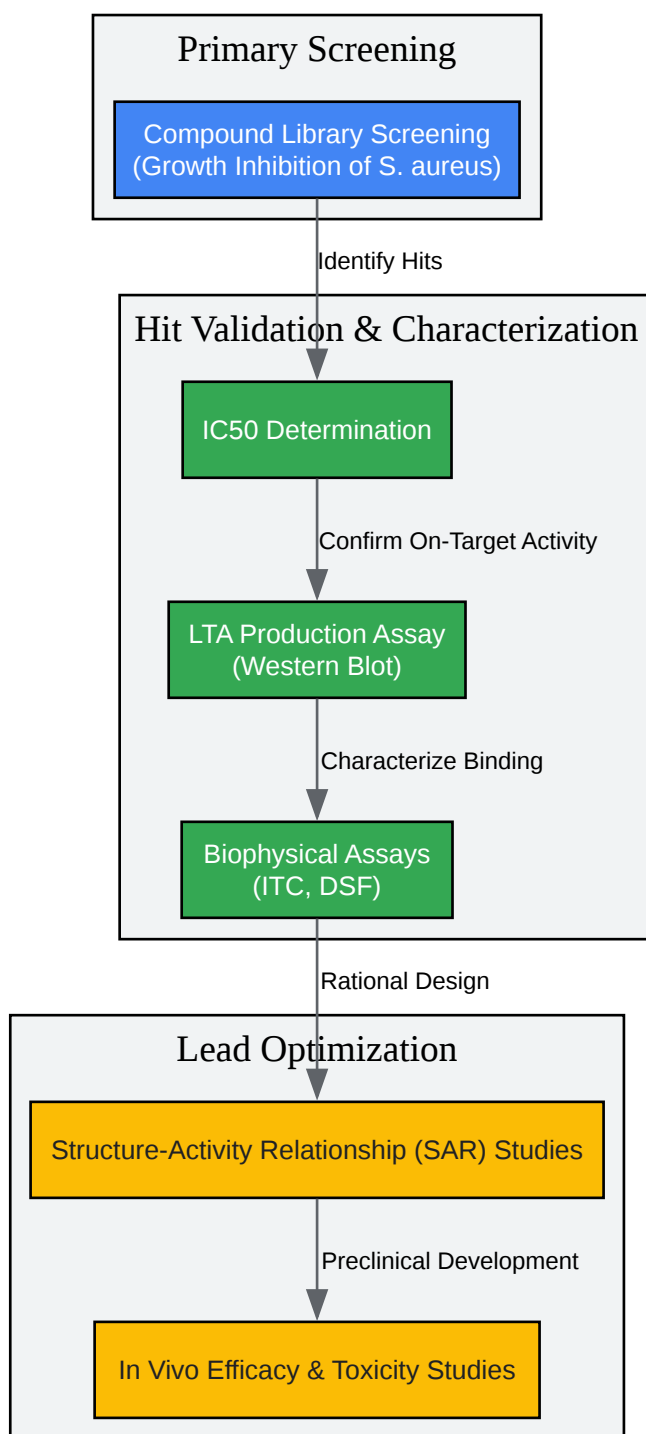 Primary Screening
Compound Library Screening
(Growth Inhibition of S. aureus)
Identify Hits
Hit Validation & Characterization
IC50 Determination
Confirm On-Target Activity
LTA Production Assay
(Western Blot)
Characterize Binding
Biophysical Assays
(ITC, DSF)
Rational Design
Lead Optimization
Structure-Activity Relationship (SAR) Studies
Preclinical Development
In Vivo Efficacy & Toxicity Studies